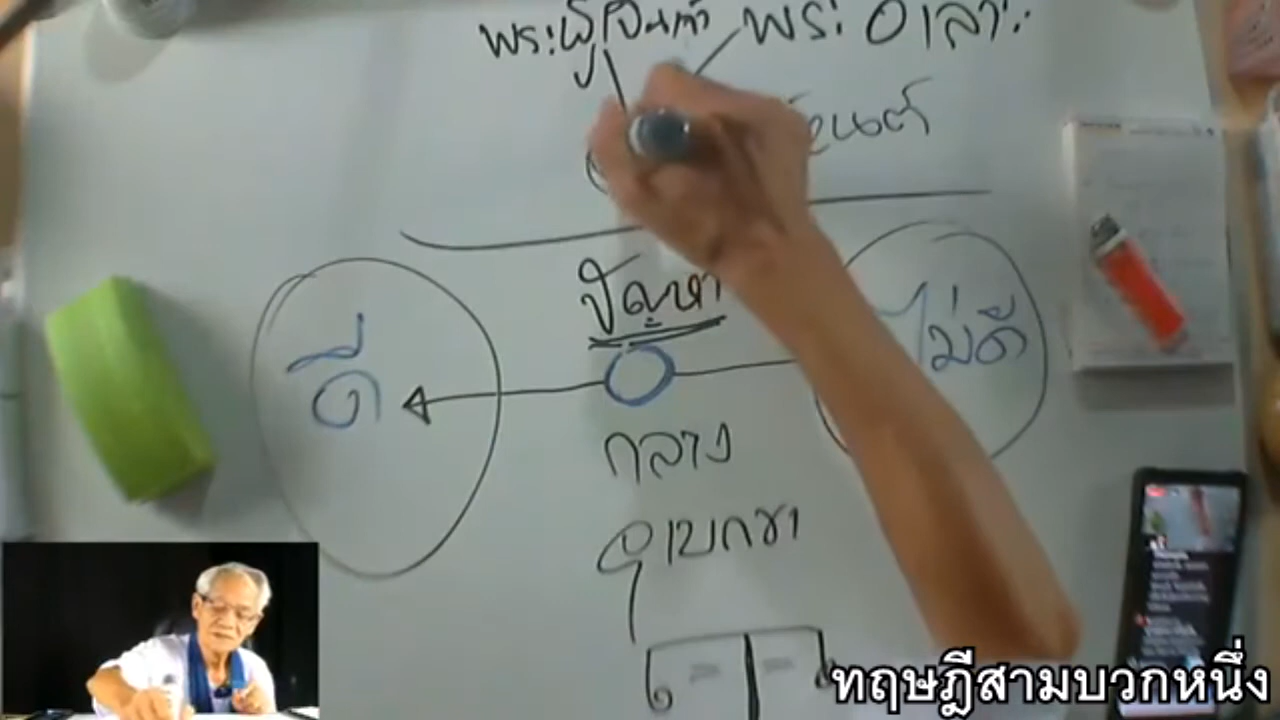 พระผู้เป็นเจ้า พระอเลาะ
ปัญหา
ดี
ไม่ดี
กลาง
อุเบกขา
ทฤษฎีสามบวกหนึ่ง